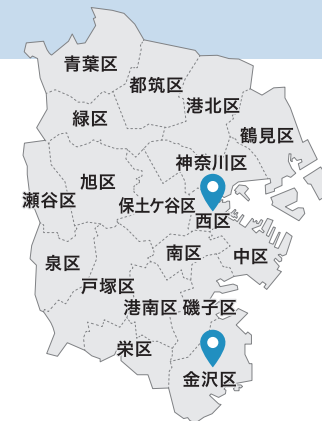 青葉区
都筑区
港北区
緑区
鶴見区
神奈川区
旭区
瀬谷区
保土ケ谷区
西区
南区
中区
泉区
戸塚区
港南区
磯子区
栄区
金沢区